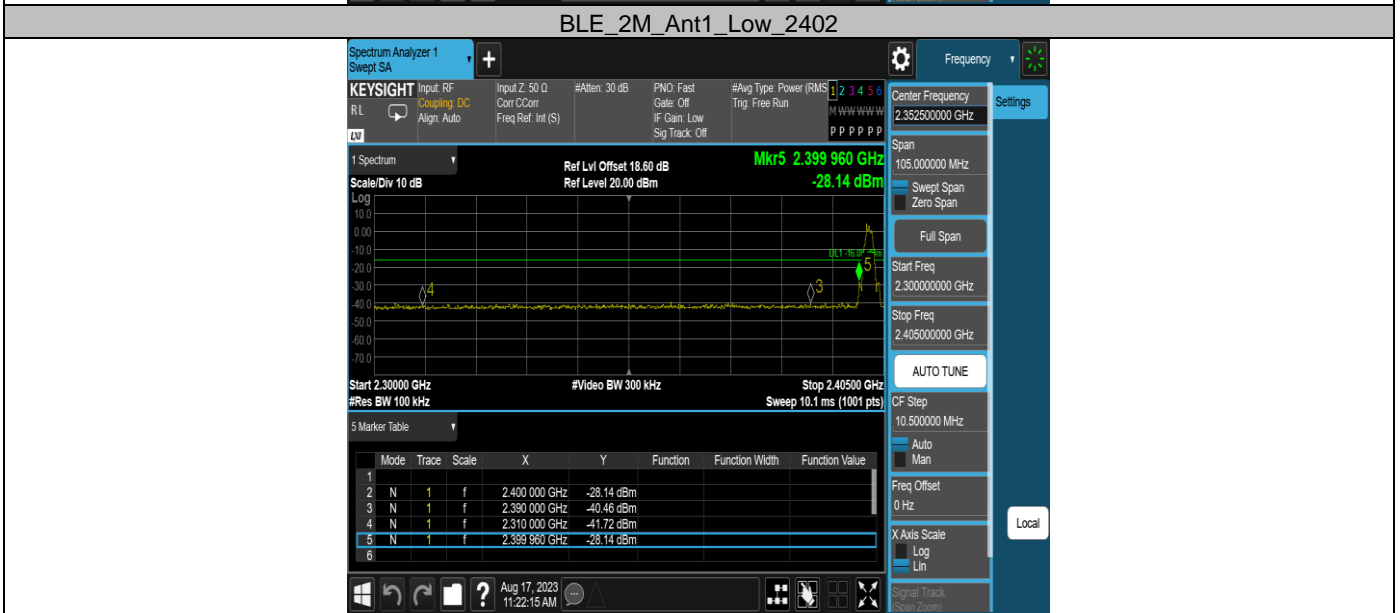 BLE_2M_Ant1_Low_2402
Spectrum Analyzer 1
Swept SA
+
Frequency
KEYSIGHT
RL
LXI
Input: RF
Coupling: DC
Align: Auto
Input Z: 50 Ω
Corr CCorr
Freq Ref: Int (S)
#Atten: 30 dB
PNO: Fast
Gate: Off
IF Gain: Low
Sig Track: Off
#Avg Type: Power (RMS
Trig: Free Run
1 2 3 4 5 6
M W W W W W
P P P P P P
Center Frequency
2.352500000 GHz
Settings
Span
105.000000 MHz
Swept Span
Zero Span
Full Span
Start Freq
2.300000000 GHz
Stop Freq
2.405000000 GHz
AUTO TUNE
CF Step
10.500000 MHz
Auto
Man
Freq Offset
0 Hz
X Axis Scale
Log
Lin
Signal Track
(Span Zoom)
Local
1 Spectrum
Scale/Div 10 dB
Ref Lvl Offset 18.60 dB
Ref Level 20.00 dBm
Mkr5 2.399 960 GHz
-28.14 dBm
Log
10.0
0.00
-10.0
-20.0
-30.0
-40.0
-50.0
-60.0
-70.0
4
3
5
Start 2.30000 GHz
#Res BW 100 kHz
#Video BW 300 kHz
Stop 2.40500 GHz
Sweep 10.1 ms (1001 pts)
5 Marker Table
Mode Trace Scale X Y Function Function Width Function Value
1
2 N 1 f 2.400 000 GHz -28.14 dBm
3 N 1 f 2.390 000 GHz -40.46 dBm
4 N 1 f 2.310 000 GHz -41.72 dBm
5 N 1 f 2.399 960 GHz -28.14 dBm
6
?
Aug 17, 2023
11:22:15 AM